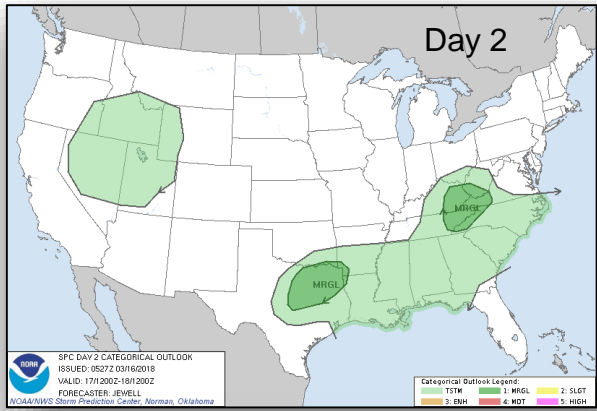 Day 2
MRGL
MRGL
NOAA
SPC DAY 2 CATEGORICAL OUTLOOK
ISSUED: 0527Z 03/16/2018
VALID: 17/1200Z-18/1200Z
FORECASTER: JEWELL
NOAA/NWS Storm Prediction Center, Norman, Oklahoma
Categorical Outlook Legend:
TSTM 1: MRGL 2: SLGT
3: ENH 4: MDT 5: HIGH